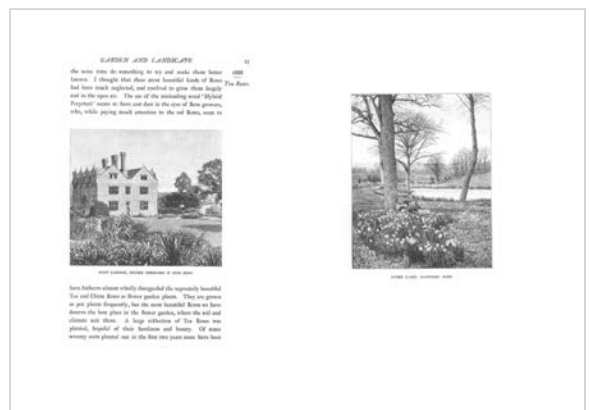 GARDEN AND LANDSCAPE
the same time do something to try and make them better
known. I thought that these most beautiful kinds of Roses
had been much neglected, and resolved to grow them largely
and in the open air. The use of the misleading word "Hybrid
Perpetual" seems to have cast dust in the eyes of Rose growers,
who, while paying much attention to the red Roses, seem to
Tea Roses
have hitherto almost wholly disregarded the supremely beautiful
Tea and China Roses as flower garden plants. They are grown
as pot plants frequently, but the most beautiful Roses we have
deserve the best place in the flower garden, where the soil and
climate suit them. A large collection of Tea Roses was
planted, hopeful of their hardiness and beauty. Of some
seventy sorts planted out in the first two years some have been